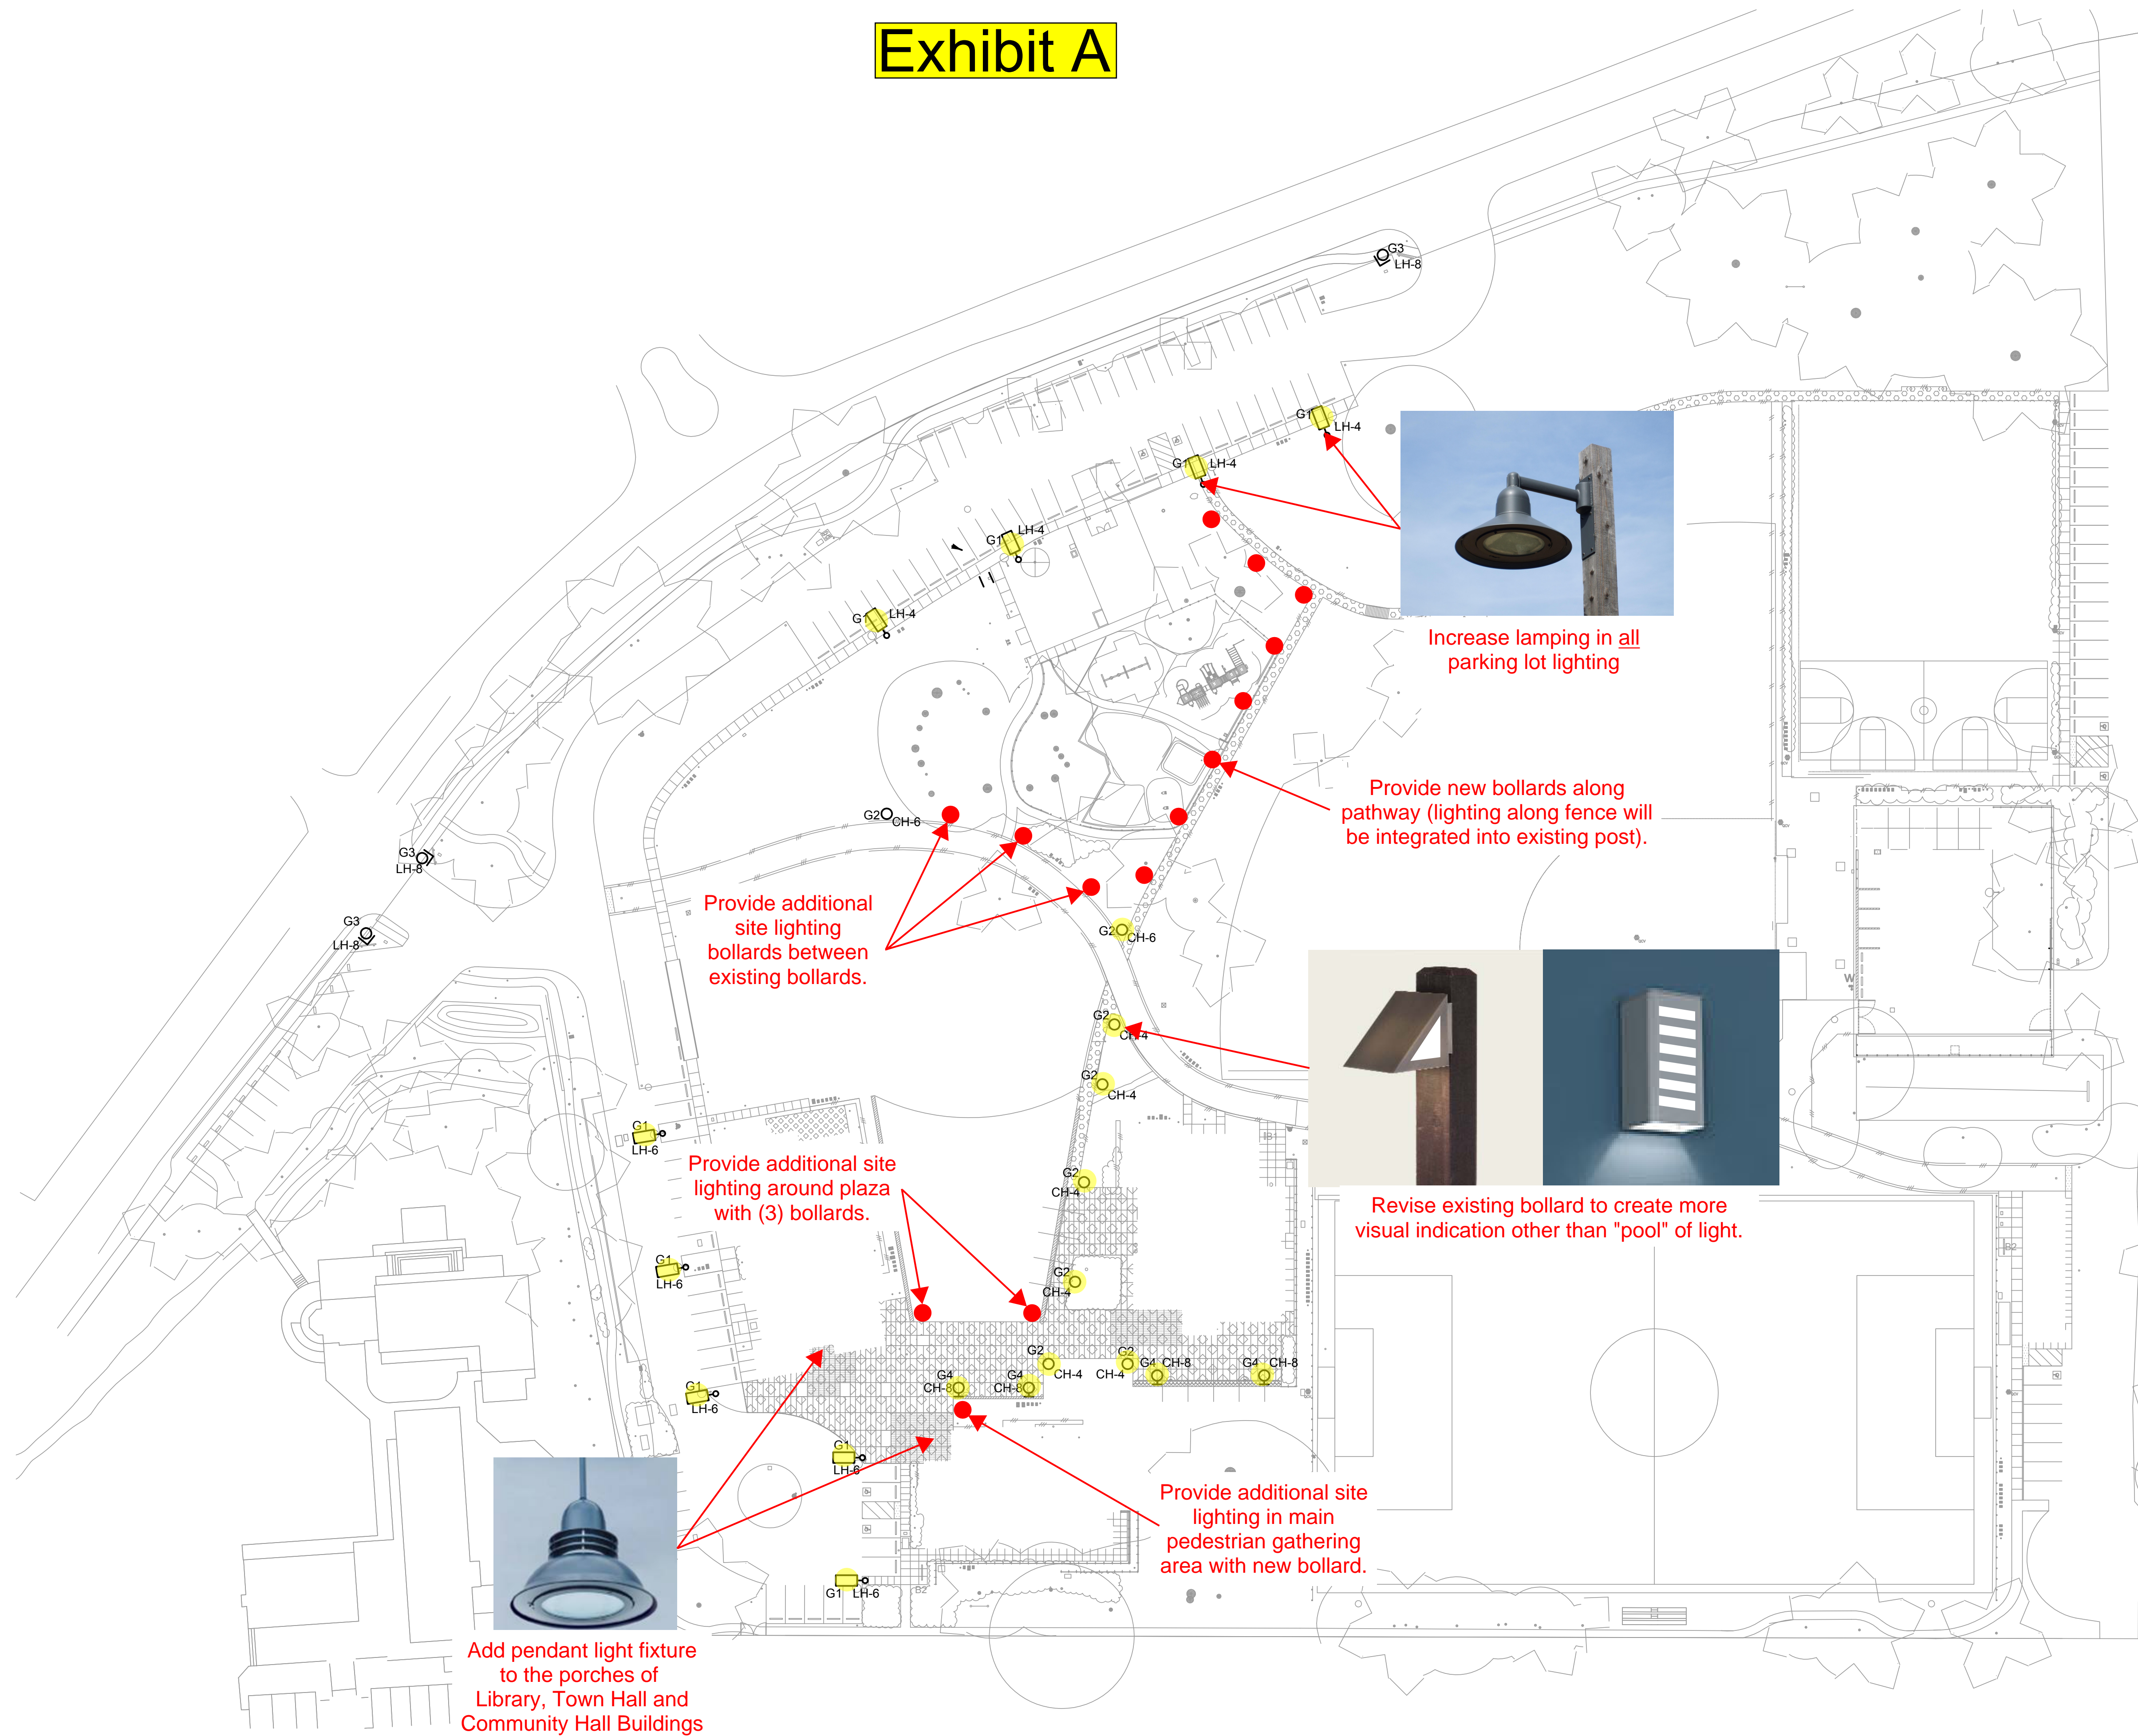 Exhibit A
G3
LH-8
G1
LH-4
G1
LH-4
G1
LH-4
G1
LH-4
Increase lamping in all
parking lot lighting
Provide new bollards along
pathway (lighting along fence will
be integrated into existing post).
G2
CH-6
G3
LH-8
G3
LH-8
Provide additional
site lighting
bollards between
existing bollards.
G2
CH-6
W
G2
CH-4
G2
CH-4
G1
LH-6
Provide additional site
lighting around plaza
with (3) bollards.
G2
CH-4
B1
Revise existing bollard to create more
visual indication other than "pool" of light.
B2
G1
LH-6
G2
CH-4
G2
CH-4
G2
CH-4
G4
CH-8
G4
CH-8
G4
CH-8
G4
CH-8
G1
LH-6
G1
LH-6
Provide additional site
lighting in main
pedestrian gathering
area with new bollard.
G1
LH-6
B2
Add pendant light fixture
to the porches of
Library, Town Hall and
Community Hall Buildings